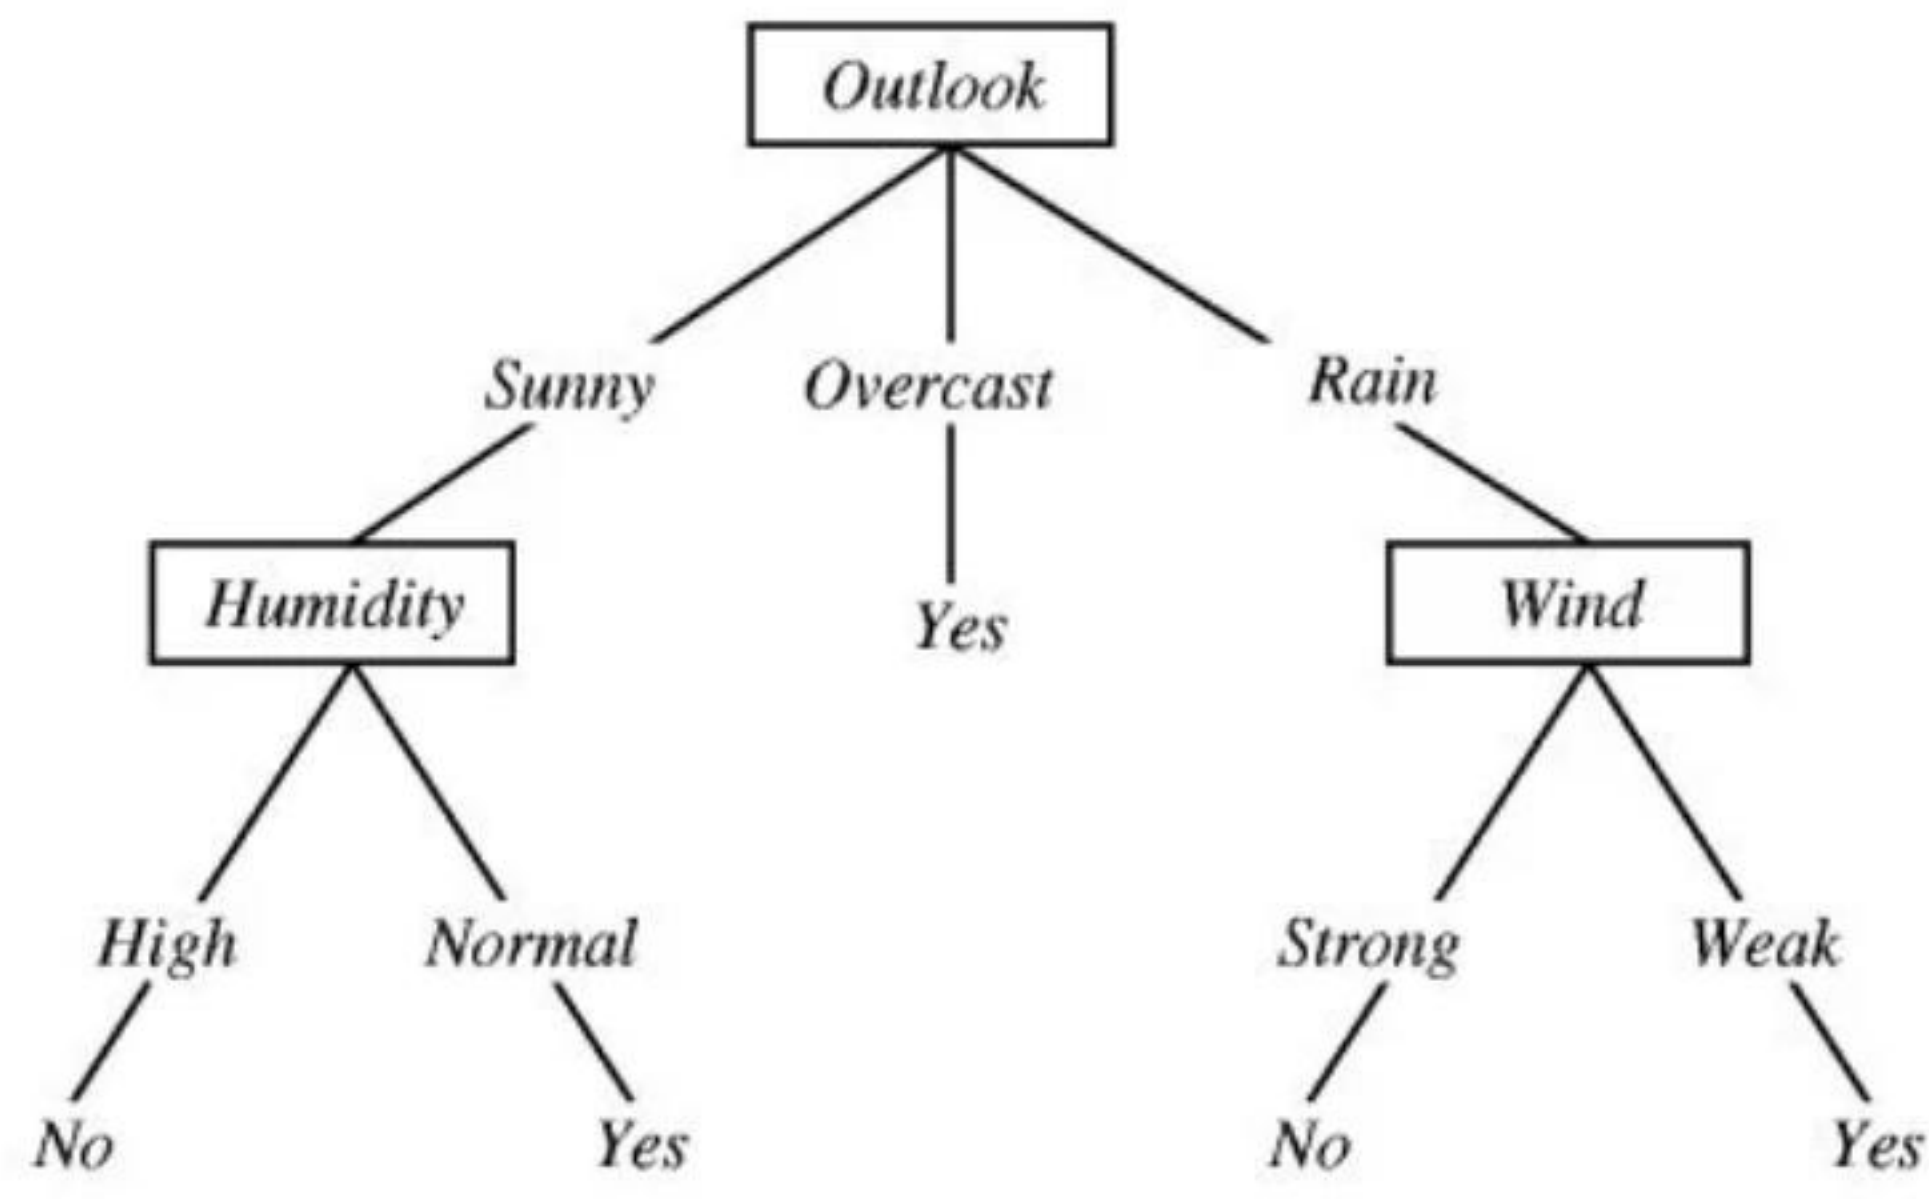 Outlook
Sunny Overcast Rain
Humidity Yes Wind
High Normal Strong Weak
No Yes No Yes